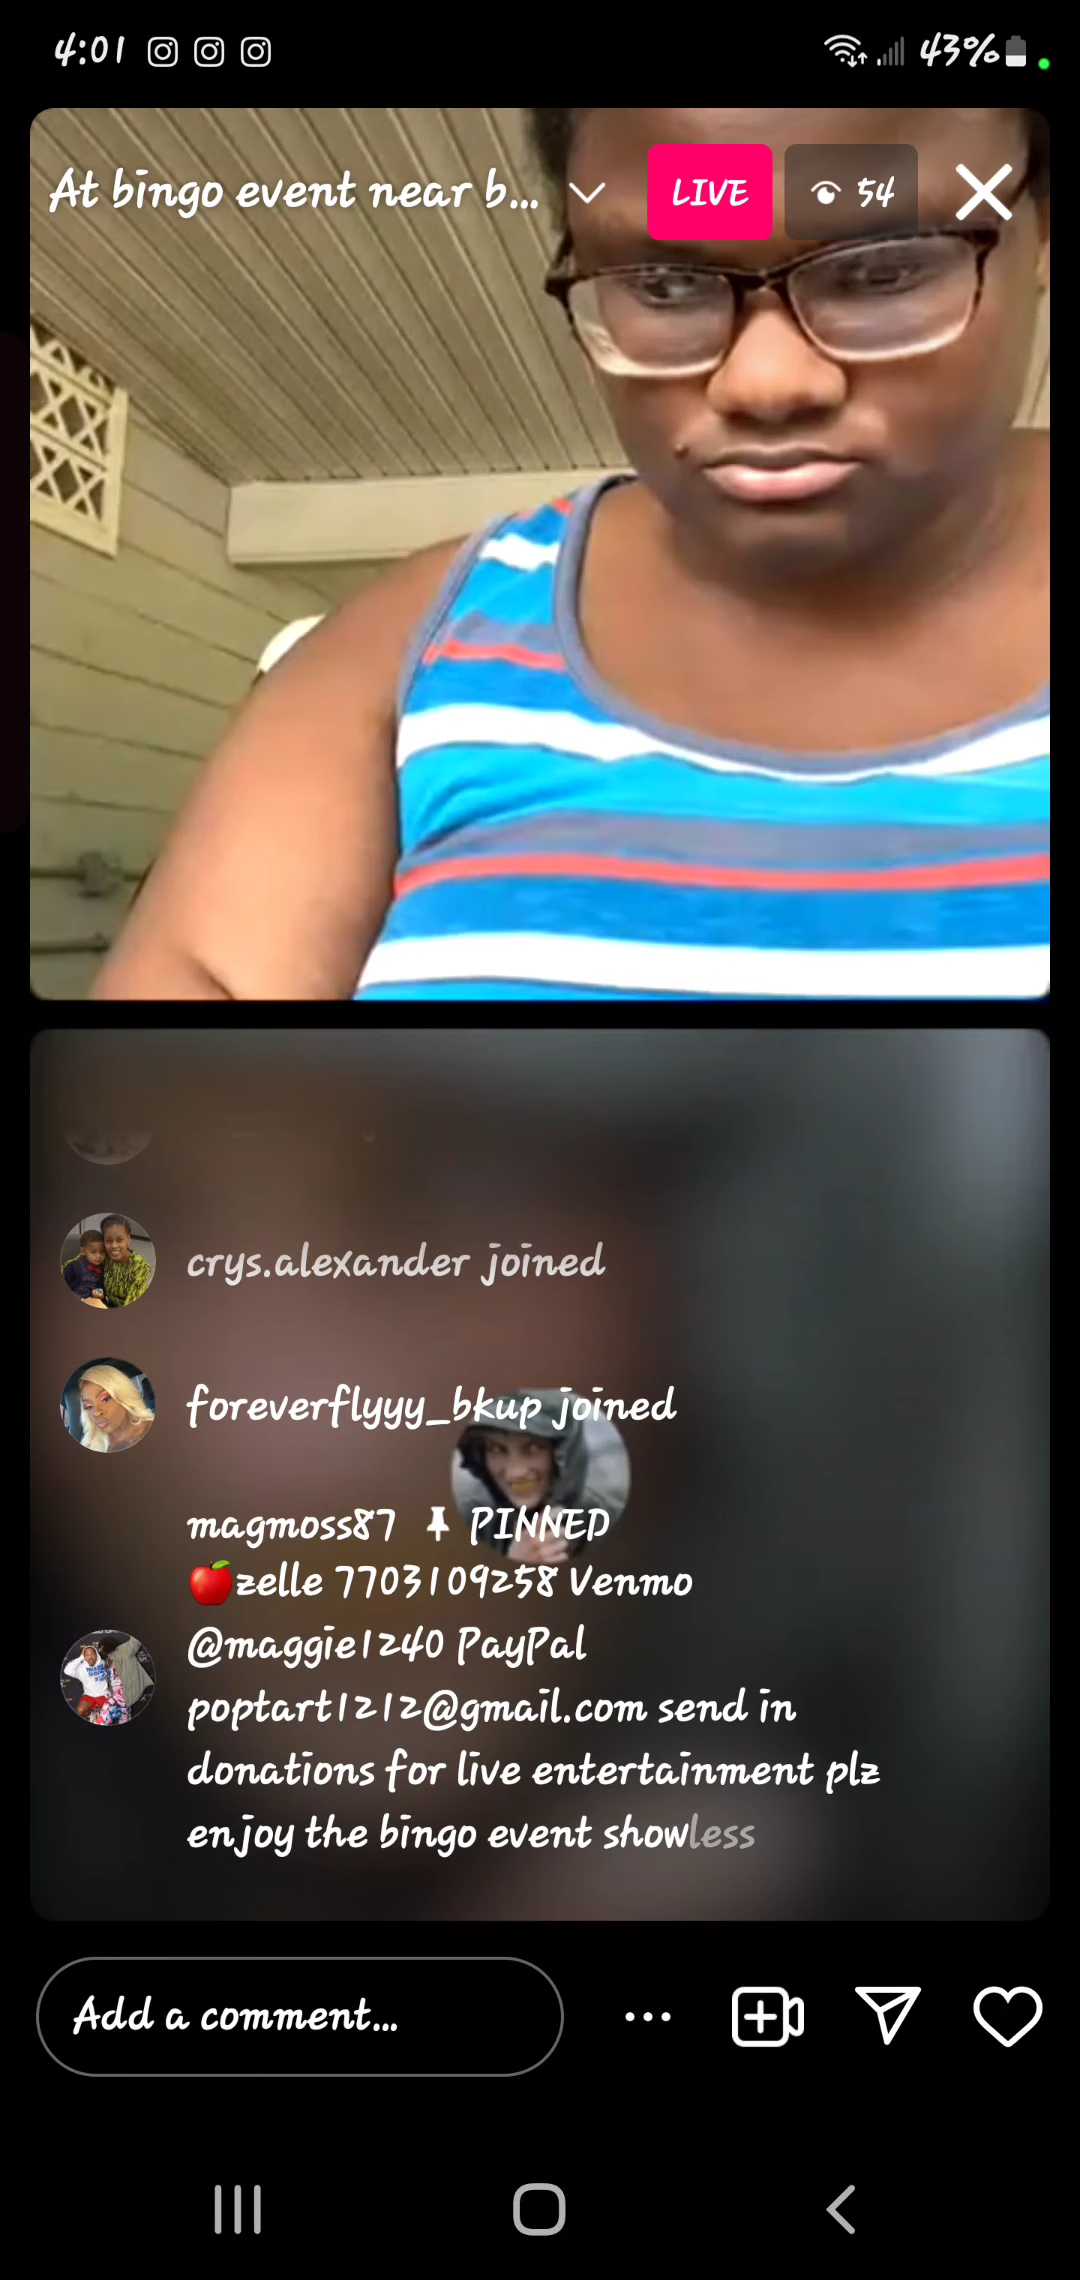 4:01
43%
At bingo event near b...
LIVE
54
crys.alexander joined
foreverflyyy_bkup joined
magmoss87 PINNED
🍎zelle 7703109258 Venmo
@maggie1240 PayPal
poptart1212@gmail.com send in
donations for live entertainment plz
enjoy the bingo event showless
Add a comment...